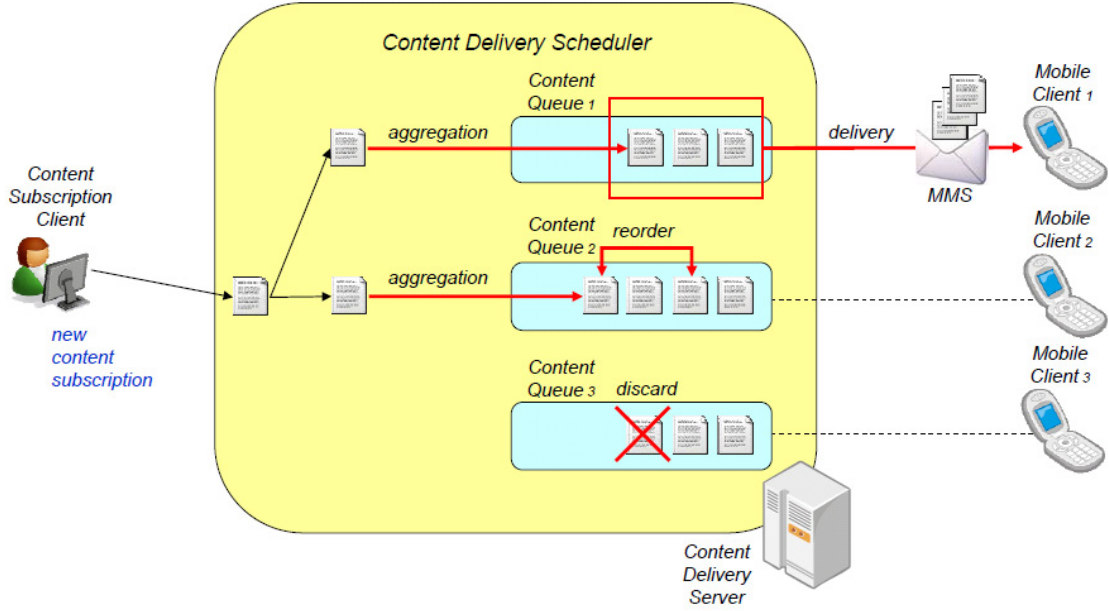 Content Delivery Scheduler
Content
Queue 1
aggregation
delivery
MMS
Mobile
Client 1
Content
Subscription
Client
new
content
subscription
Content
Queue 2
reorder
aggregation
Mobile
Client 2
Content
Queue 3
discard
Mobile
Client 3
Content
Delivery
Server